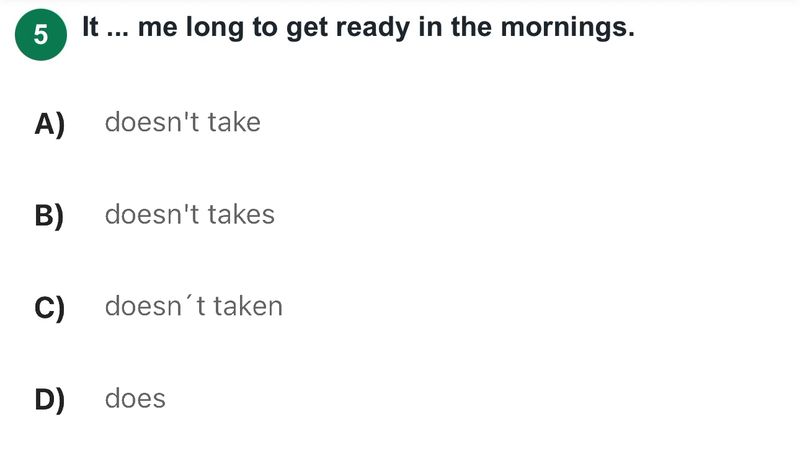 5 It ... me long to get ready in the mornings.
A) doesn't take
B) doesn't takes
C) doesn´t taken
D) does